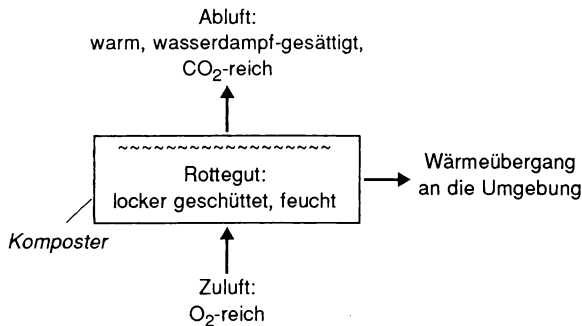 Abluft:
warm, wasserdampf-gesättigt,
CO₂-reich
Rottegut:
locker geschüttet, feucht
Wärmeübergang
an die Umgebung
Komposter
Zuluft:
O₂-reich